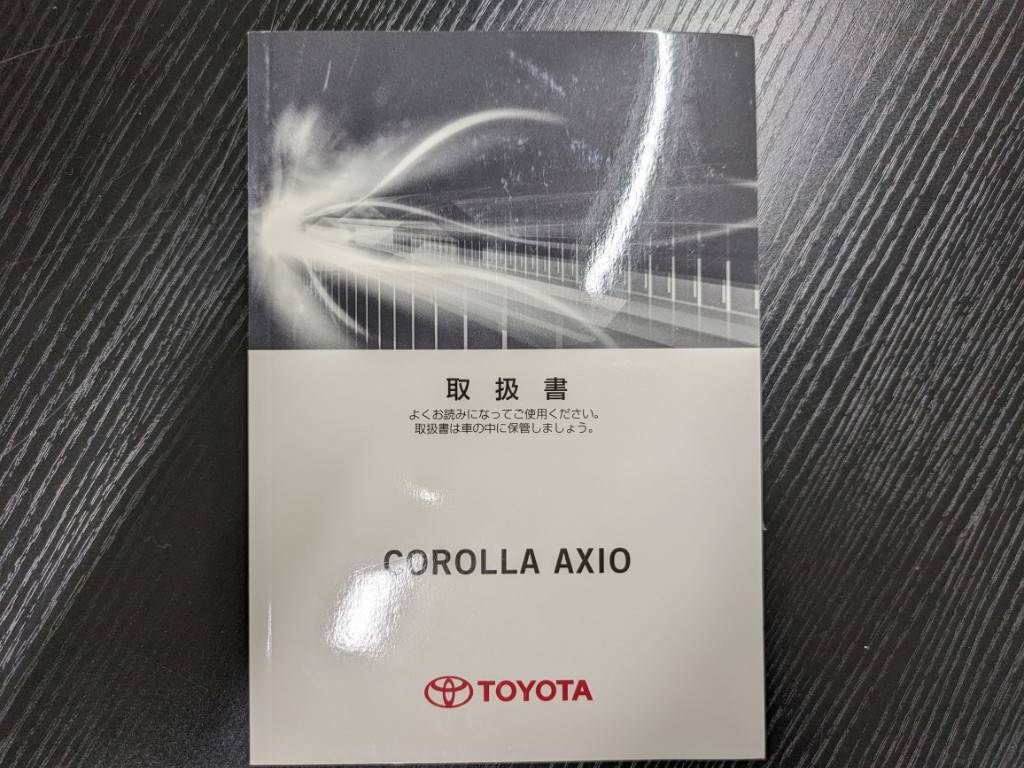 取扱書
よくお読みになってご使用ください。
取扱書は車の中に保管しましょう。
COROLLA AXIO
TOYOTA